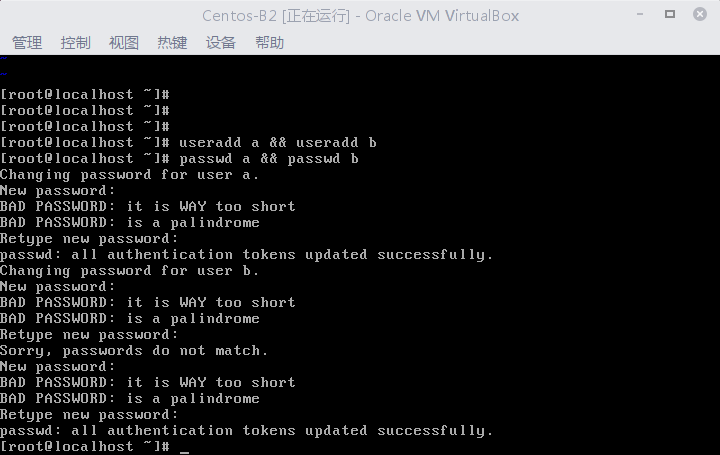 Centos-B2 [正在运行] - Oracle VM VirtualBox
管理 控制 视图 热键 设备 帮助
~
~
[root@localhost ~]#
[root@localhost ~]#
[root@localhost ~]#
[root@localhost ~]# useradd a && useradd b
[root@localhost ~]# passwd a && passwd b
Changing password for user a.
New password:
BAD PASSWORD: it is WAY too short
BAD PASSWORD: is a palindrome
Retype new password:
passwd: all authentication tokens updated successfully.
Changing password for user b.
New password:
BAD PASSWORD: it is WAY too short
BAD PASSWORD: is a palindrome
Retype new password:
Sorry, passwords do not match.
New password:
BAD PASSWORD: it is WAY too short
BAD PASSWORD: is a palindrome
Retype new password:
passwd: all authentication tokens updated successfully.
[root@localhost ~]# _